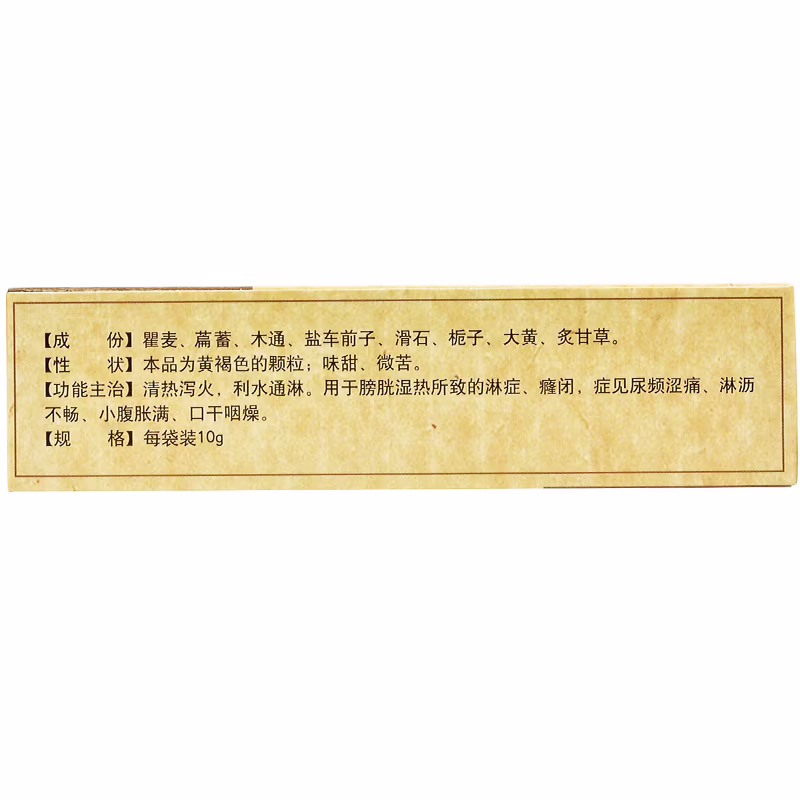 【成　　份】瞿麦、萹蓄、木通、盐车前子、滑石、栀子、大黄、炙甘草。
【性　　状】本品为黄褐色的颗粒；味甜、微苦。
【功能主治】清热泻火，利水通淋。用于膀胱湿热所致的淋症、癃闭，症见尿频涩痛、淋沥
不畅、小腹胀满、口干咽燥。
【规　　格】每袋装10g